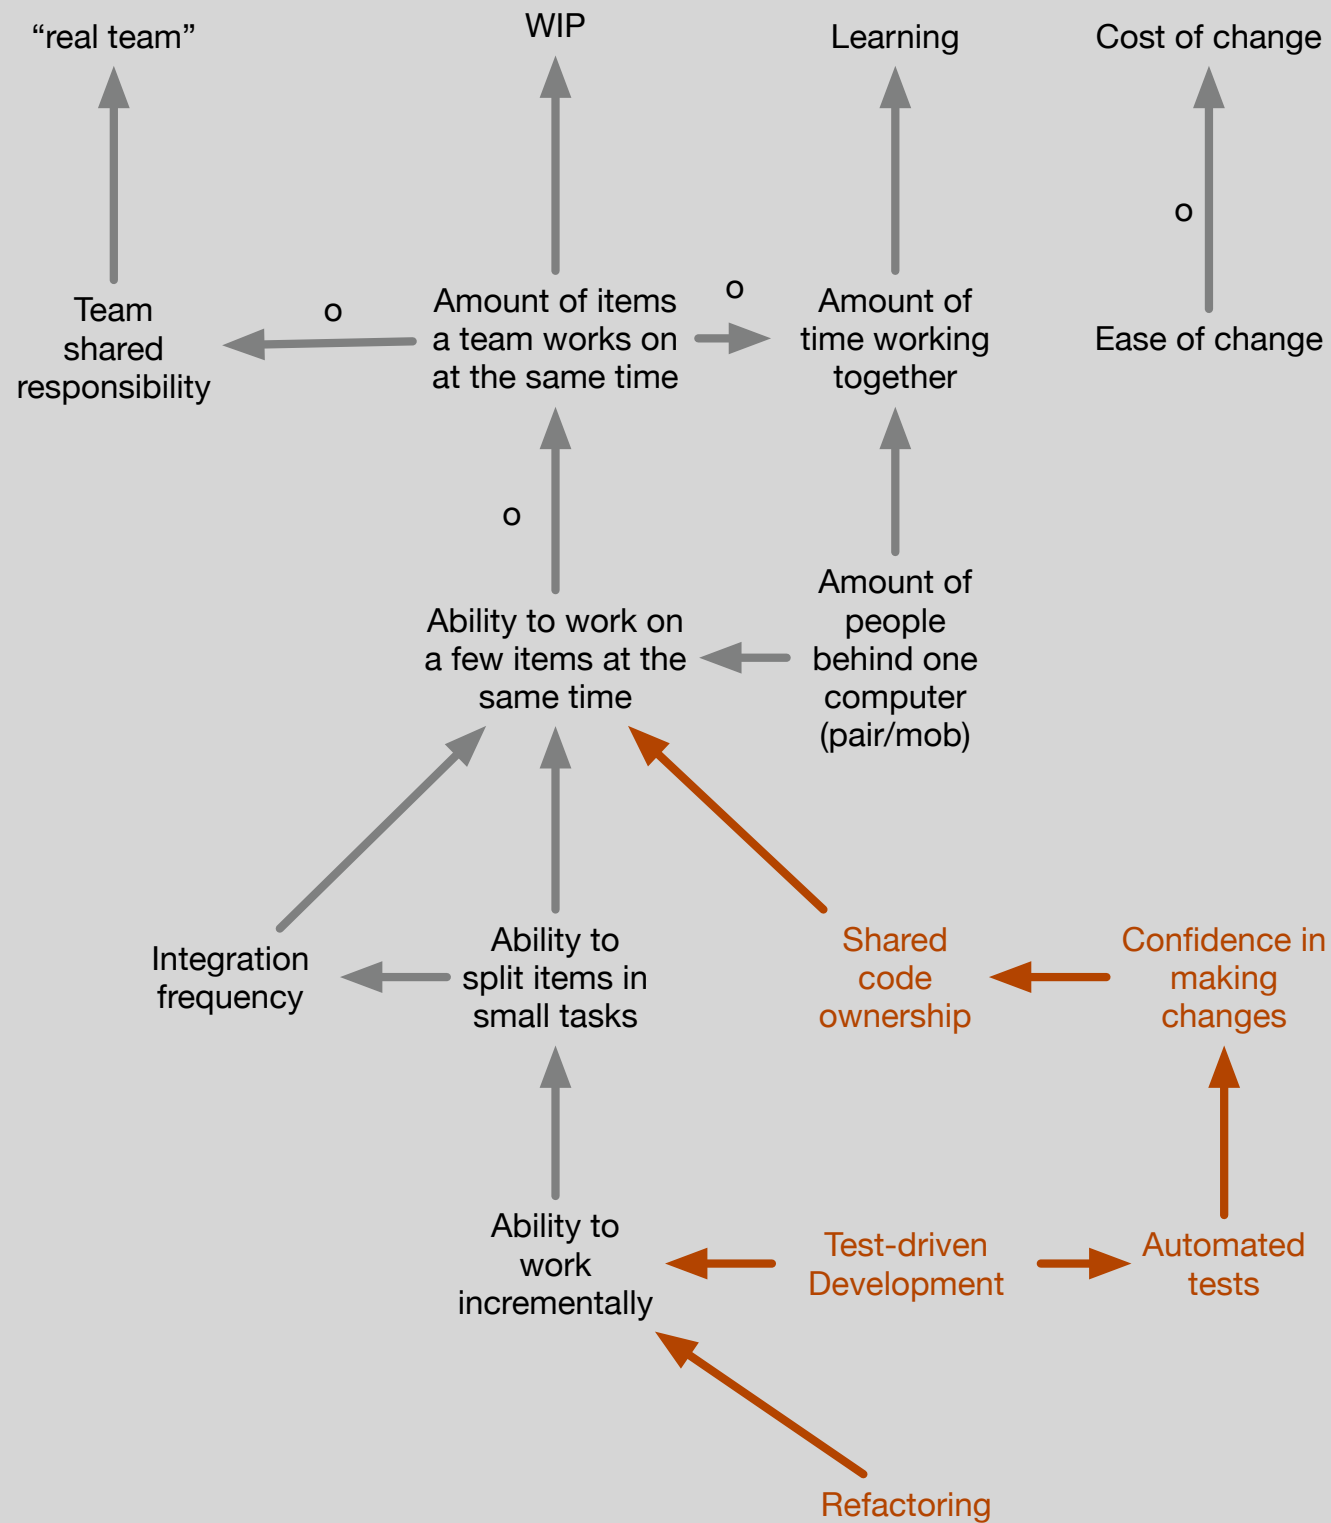 “real team”
WIP
Learning
Cost of change
o
o
o
Team
shared
responsibility
Amount of items
a team works on
at the same time
Amount of
time working
together
Ease of change
o
Ability to work on
a few items at the
same time
Amount of
people
behind one
computer
(pair/mob)
Integration
frequency
Ability to
split items in
small tasks
Shared
code
ownership
Confidence in
making
changes
Ability to
work
incrementally
Test-driven
Development
Automated
tests
Refactoring